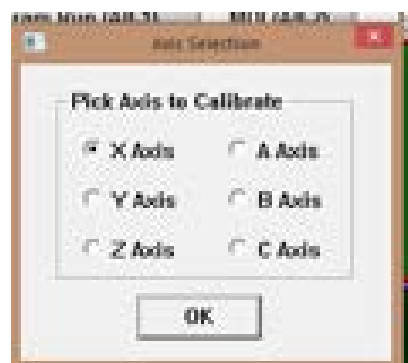 Axis Selection
Pick Axis to Calibrate
X Axis A Axis
Y Axis B Axis
Z Axis C Axis
OK